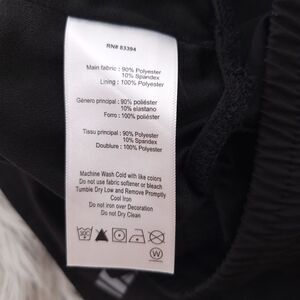 RN# 83394
Main fabric : 90% Polyester
10% Spandex
Lining : 100% Polyester
Género principal : 90% poliéster
10% elastano
Forro : 100% poliéster
Tissu principal : 90% Polyester
10% Spandex
Doublure : 100% Polyester
Machine Wash Cold with like colors
Do not use fabric softener or bleach
Tumble Dry Low and Remove Promptly
Cool Iron
Do not iron over Decoration
Do not Dry Clean
W